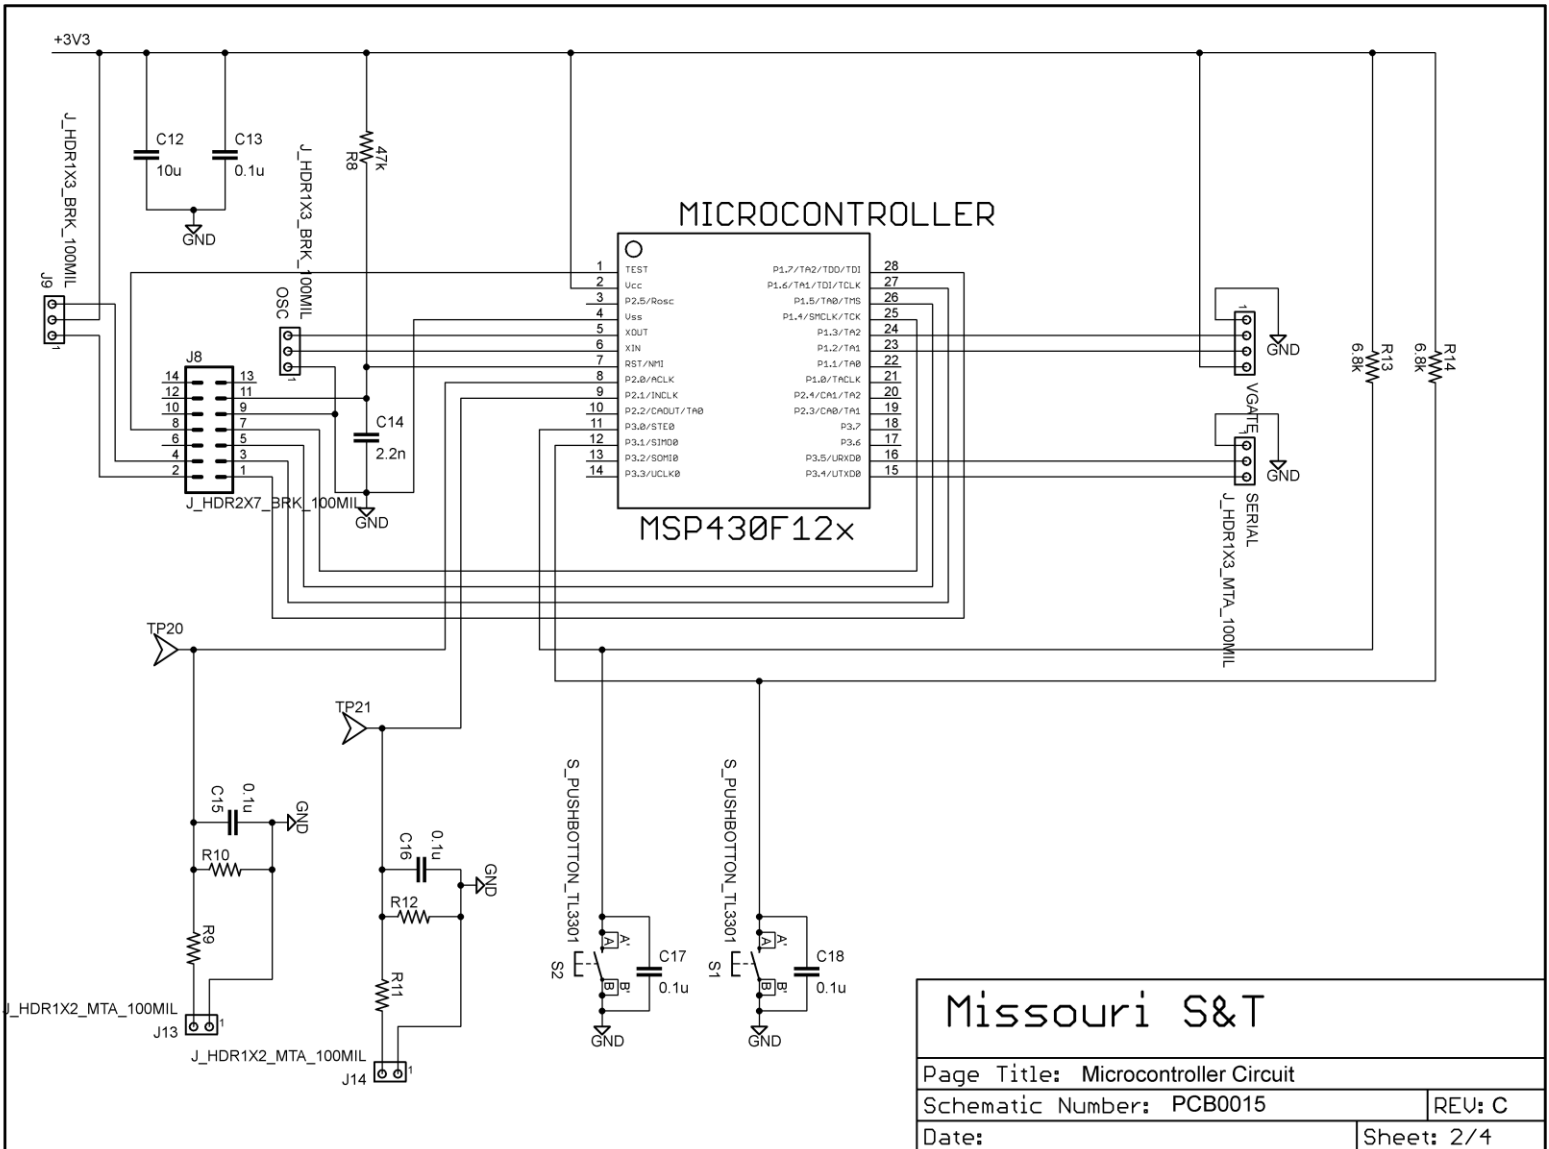 +3V3
J_HDR1X3_BRK_100MIL
J9
1
C12
10u
C13
0.1u
GND
47k
R8
J_HDR1X3_BRK_100MIL
OSC
1
MICROCONTROLLER
1 TEST
2 Vcc
3 P2.5/Rosc
4 Vss
5 XOUT
6 XIN
7 RST/NMI
8 P2.0/ACLK
9 P2.1/INCLK
10 P2.2/CAOUT/TA0
11 P3.0/STE0
12 P3.1/SIMO0
13 P3.2/SOMI0
14 P3.3/UCLK0
P1.7/TA2/TDO/TDI 28
P1.6/TA1/TDI/TCLK 27
P1.5/TA0/TMS 26
P1.4/SMCLK/TCK 25
P1.3/TA2 24
P1.2/TA1 23
P1.1/TA0 22
P1.0/TACLK 21
P2.4/CA1/TA2 20
P2.3/CA0/TA1 19
P3.7 18
P3.6 17
P3.5/URXD0 16
P3.4/UTXD0 15
MSP430F12x
J8
14 13
12 11
10 9
8 7
6 5
4 3
2 1
J_HDR2X7_BRK_100MIL
C14
2.2n
GND
1
GND
VGATE
1
GND
SERIAL
J_HDR1X3_MTA_100MIL
R13
6.8k
R14
6.8k
TP20
TP21
C15
0.1u
GND
R10
R9
J_HDR1X2_MTA_100MIL
J13
1
C16
0.1u
GND
R12
R11
J_HDR1X2_MTA_100MIL
J14
1
S_PUSHBOTTON_TL3301
S2
A A'
B B'
C17
0.1u
GND
S_PUSHBOTTON_TL3301
S1
A A'
B B'
C18
0.1u
GND
Missouri S&T
Page Title: Microcontroller Circuit
Schematic Number: PCB0015
REV: C
Date:
Sheet: 2/4